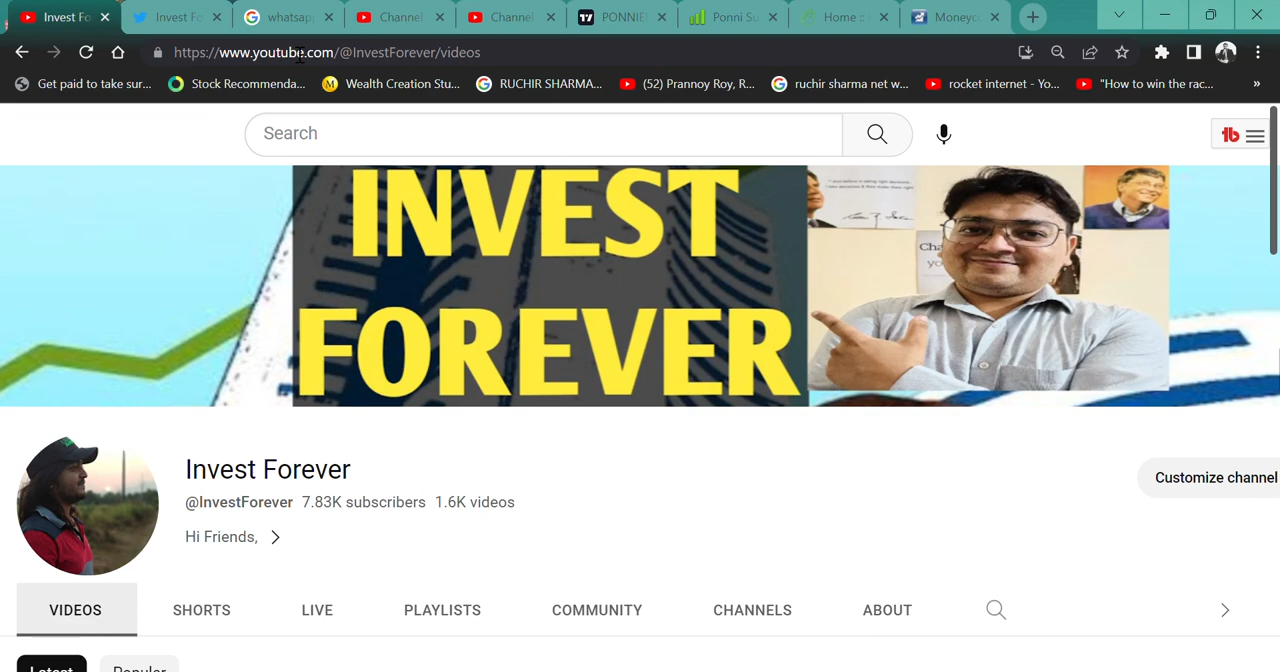 Invest Fo
Invest Fo
whatsap
Channel
Channel
PONNIE
Ponni Su
Home ::
Moneyc
https://www.youtube.com/@InvestForever/videos
Get paid to take sur...
Stock Recommenda...
Wealth Creation Stu...
RUCHIR SHARMA...
(52) Prannoy Roy, R...
ruchir sharma net w...
rocket internet - Yo...
"How to win the rac...
»
Search
INVEST
FOREVER
Invest Forever
@InvestForever 7.83K subscribers 1.6K videos
Hi Friends,
Customize channel
VIDEOS
SHORTS
LIVE
PLAYLISTS
COMMUNITY
CHANNELS
ABOUT
Latest
Popular